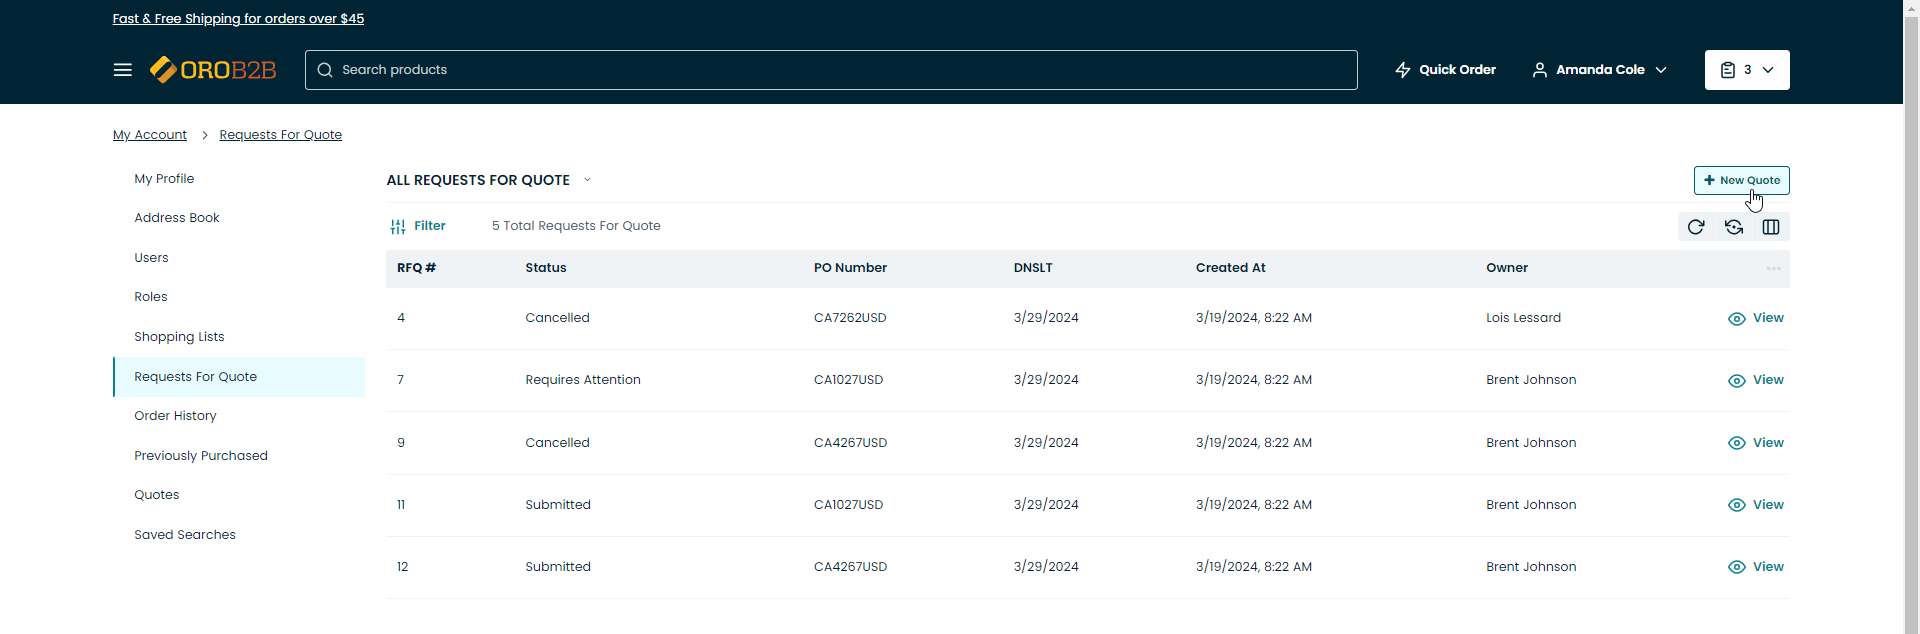 Fast & Free Shipping for orders over $45
OROB2B
Search products
Quick Order
Amanda Cole
3
My Account > Requests For Quote
My Profile
Address Book
Users
Roles
Shopping Lists
Requests For Quote
Order History
Previously Purchased
Quotes
Saved Searches
ALL REQUESTS FOR QUOTE
+ New Quote
Filter
5 Total Requests For Quote
RFQ # Status PO Number DNSLT Created At Owner
4 Cancelled CA7262USD 3/29/2024 3/19/2024, 8:22 AM Lois Lessard View
7 Requires Attention CA1027USD 3/29/2024 3/19/2024, 8:22 AM Brent Johnson View
9 Cancelled CA4267USD 3/29/2024 3/19/2024, 8:22 AM Brent Johnson View
11 Submitted CA1027USD 3/29/2024 3/19/2024, 8:22 AM Brent Johnson View
12 Submitted CA4267USD 3/29/2024 3/19/2024, 8:22 AM Brent Johnson View